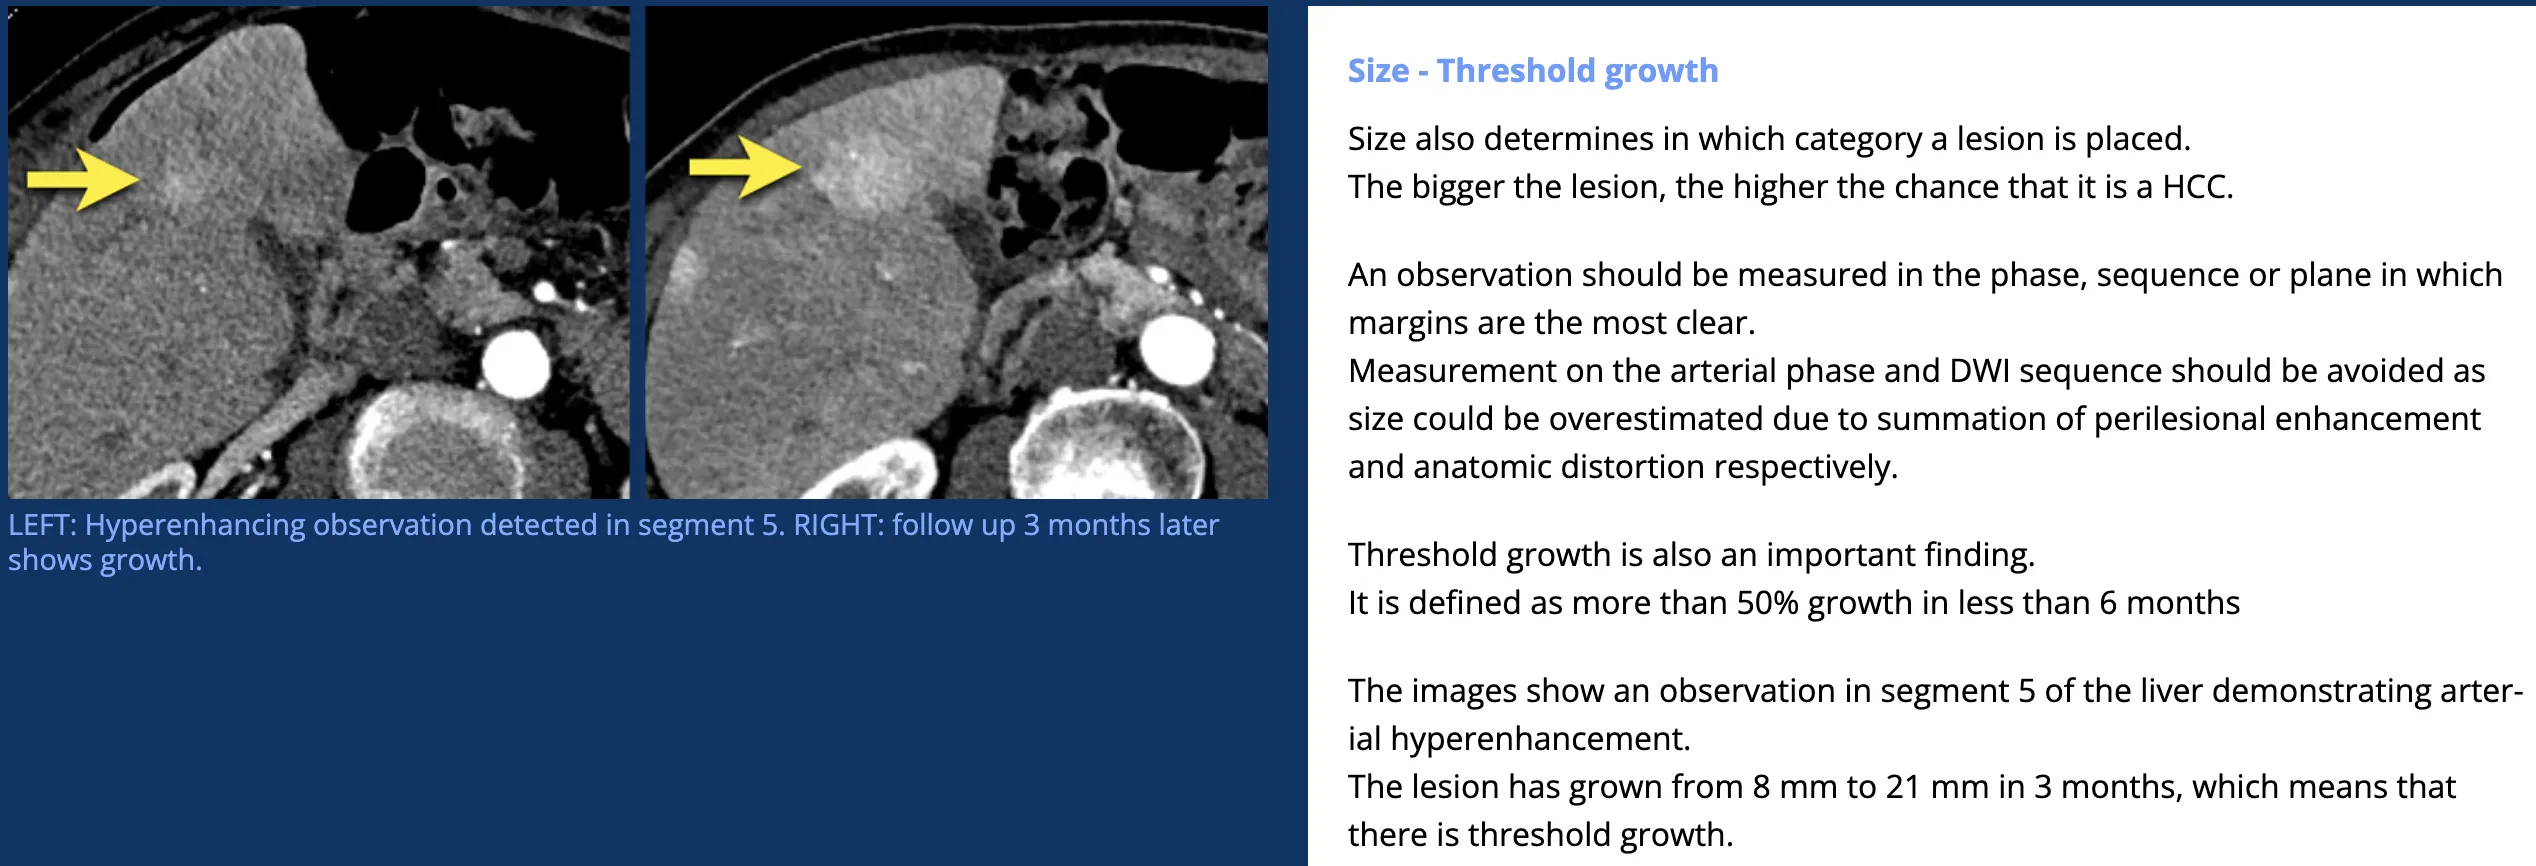 LEFT: Hyperenhancing observation detected in segment 5. RIGHT: follow up 3 months later
shows growth.
Size - Threshold growth
Size also determines in which category a lesion is placed.
The bigger the lesion, the higher the chance that it is a HCC.
An observation should be measured in the phase, sequence or plane in which
margins are the most clear.
Measurement on the arterial phase and DWI sequence should be avoided as
size could be overestimated due to summation of perilesional enhancement
and anatomic distortion respectively.
Threshold growth is also an important finding.
It is defined as more than 50% growth in less than 6 months
The images show an observation in segment 5 of the liver demonstrating arter-
ial hyperenhancement.
The lesion has grown from 8 mm to 21 mm in 3 months, which means that
there is threshold growth.